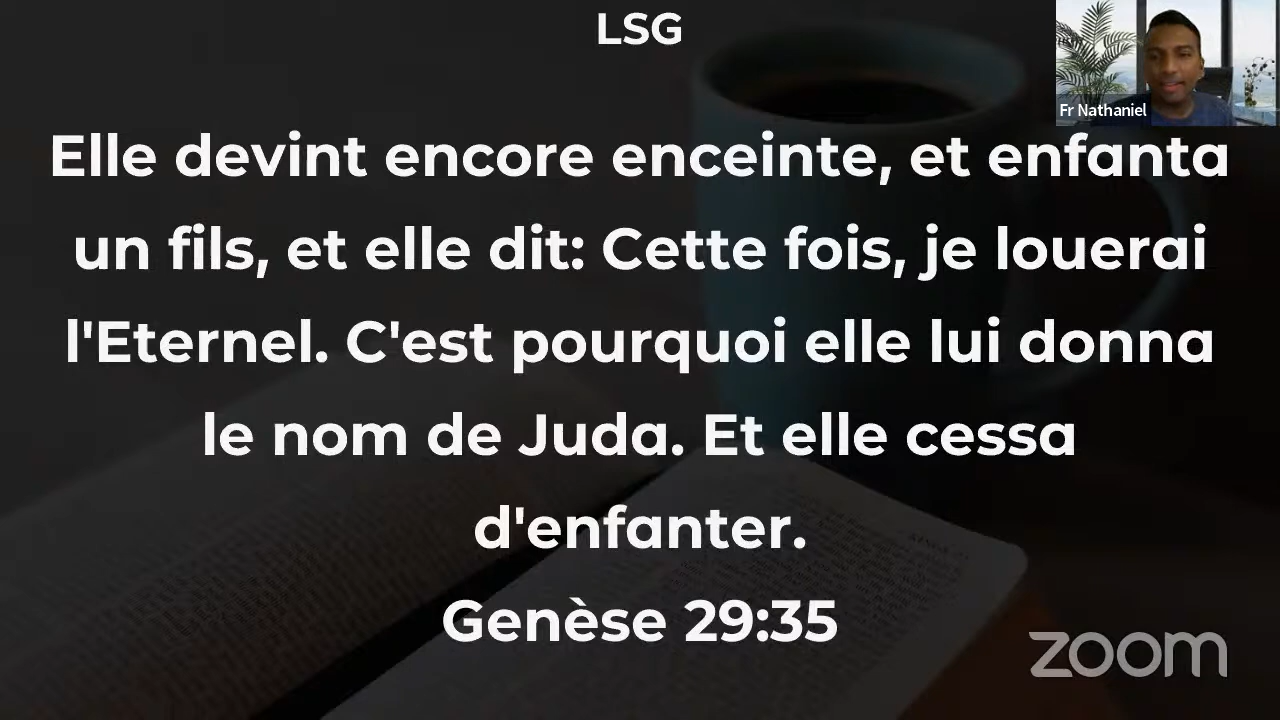 LSG
Fr Nathaniel
Elle devint encore enceinte, et enfanta
un fils, et elle dit: Cette fois, je louerai
l'Eternel. C'est pourquoi elle lui donna
le nom de Juda. Et elle cessa
d'enfanter.
Genèse 29:35
zoom